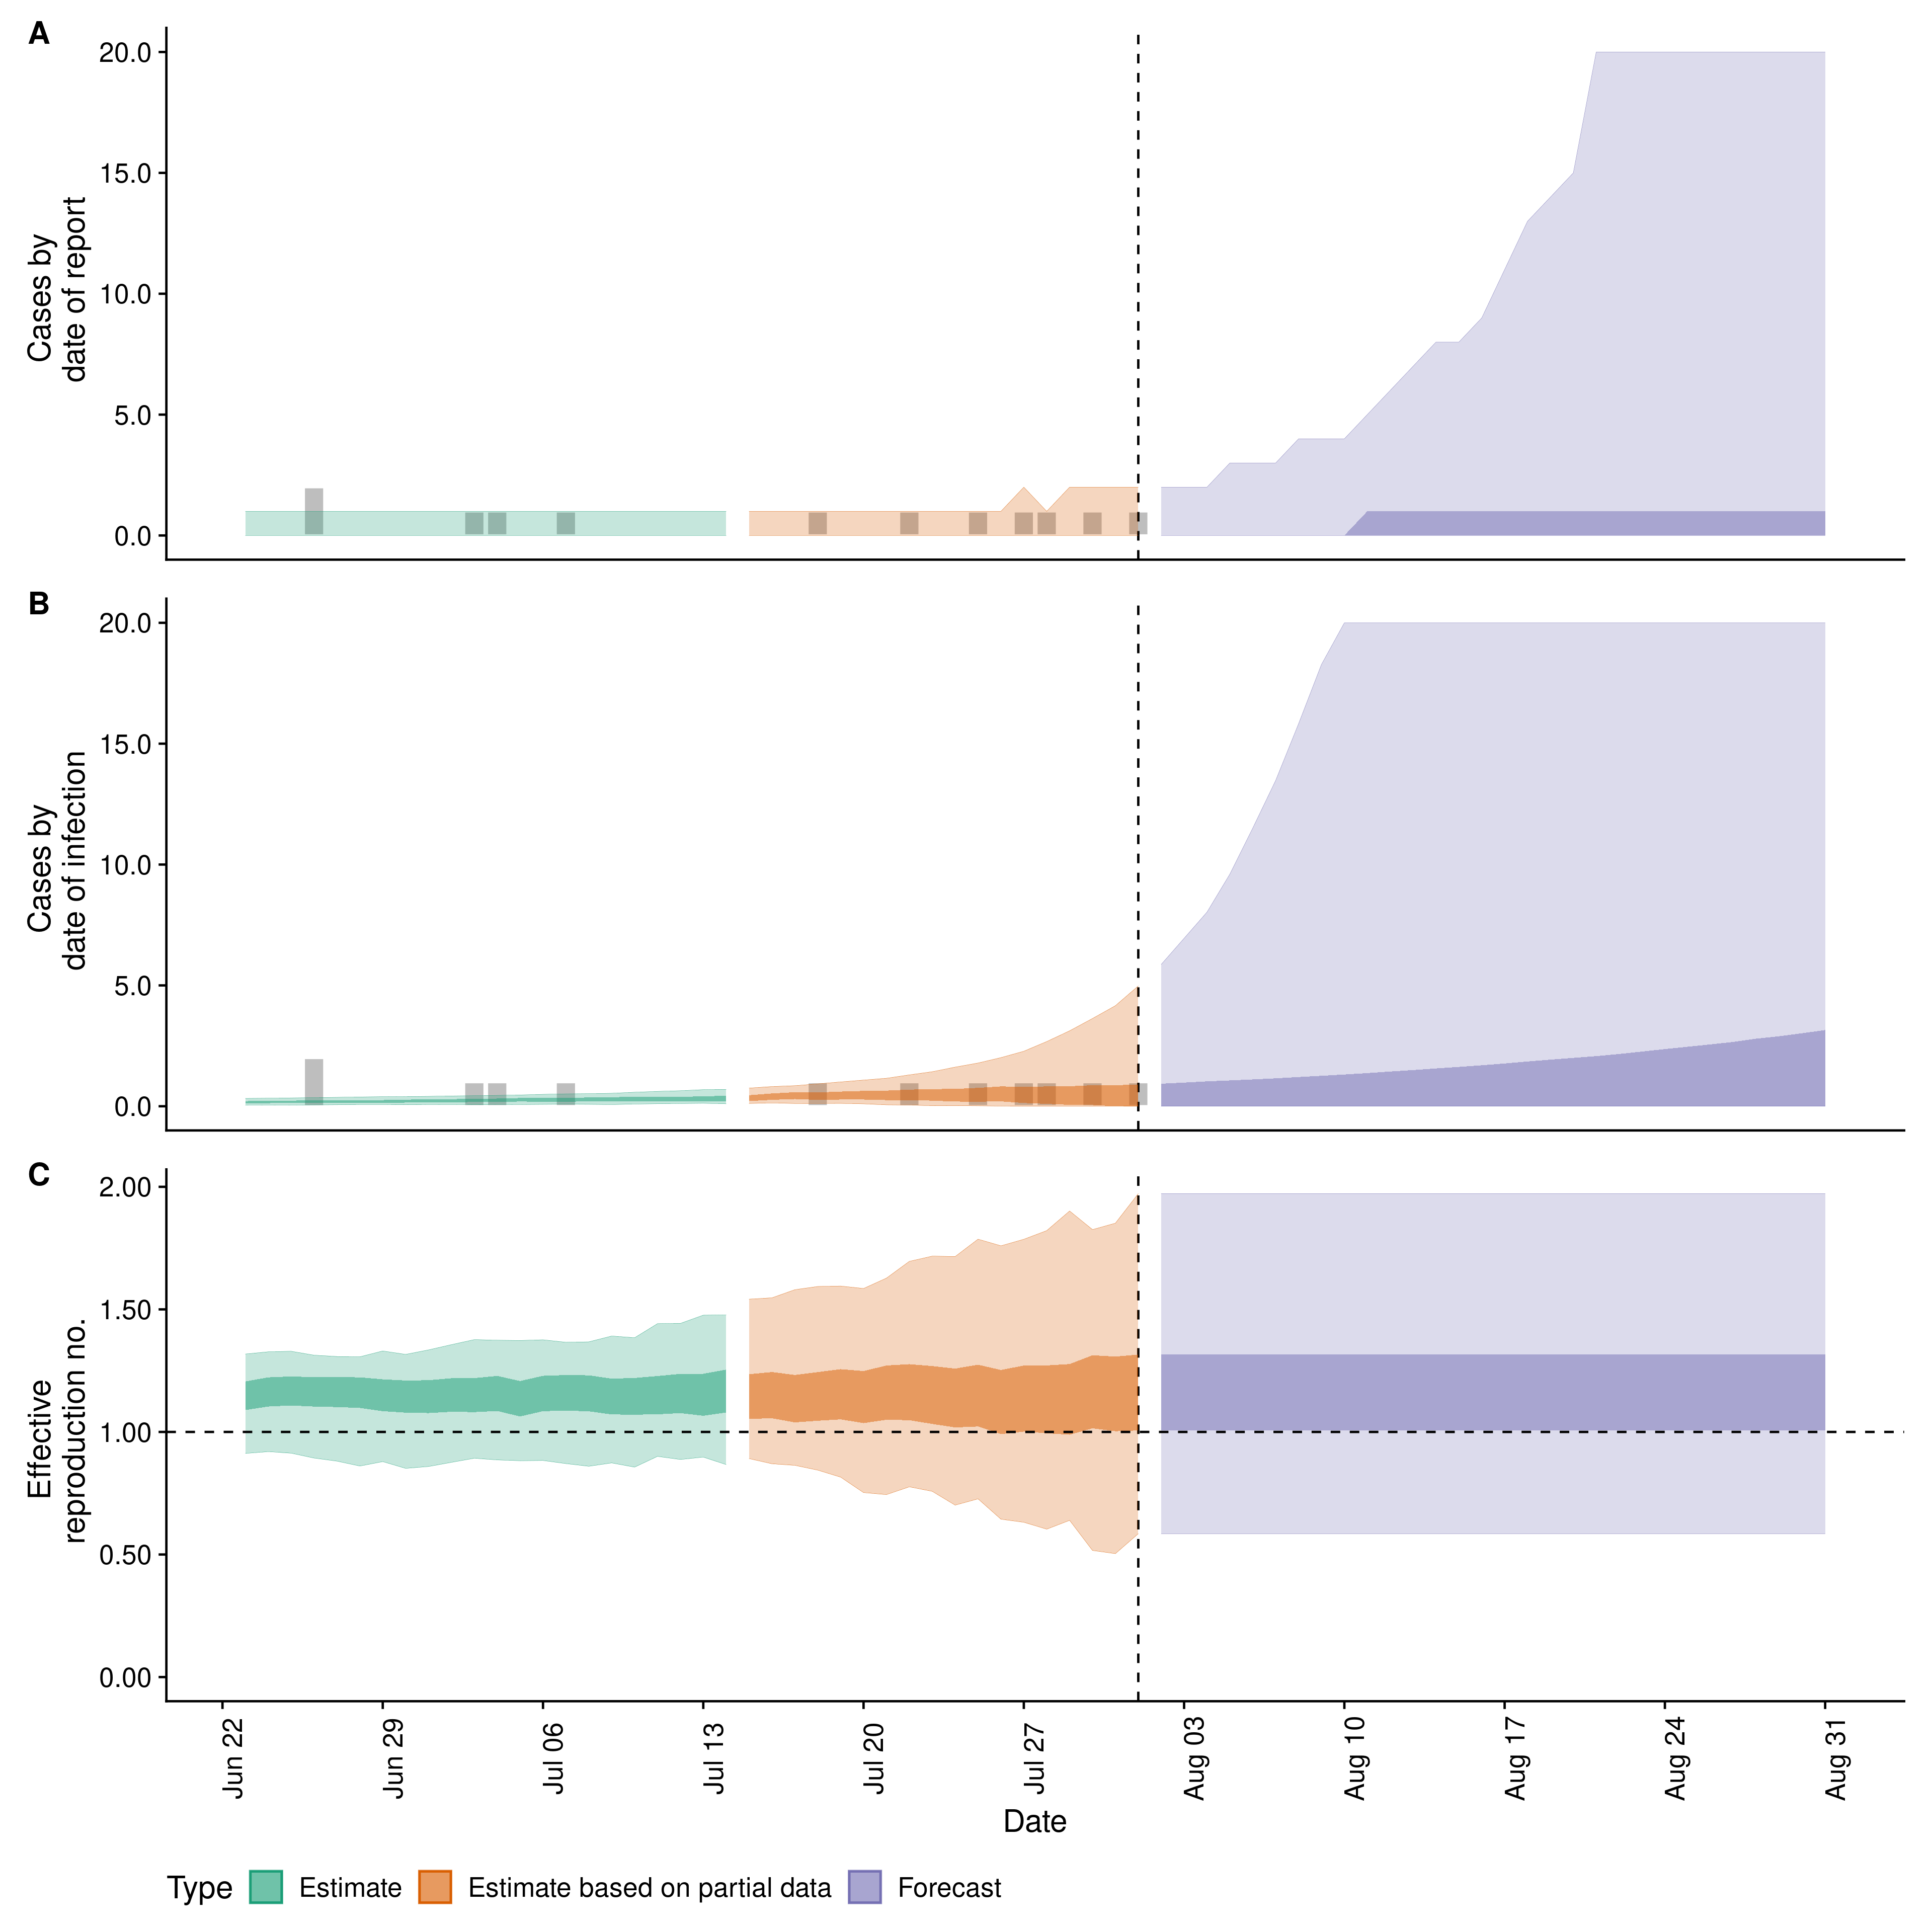 A
Cases by
date of report
20.0
15.0
10.0
5.0
0.0
B
Cases by
date of infection
20.0
15.0
10.0
5.0
0.0
C
Effective
reproduction no.
2.00
1.50
1.00
0.50
0.00
Jun 22
Jun 29
Jul 06
Jul 13
Jul 20
Jul 27
Aug 03
Aug 10
Aug 17
Aug 24
Aug 31
Date
Type Estimate Estimate based on partial data Forecast